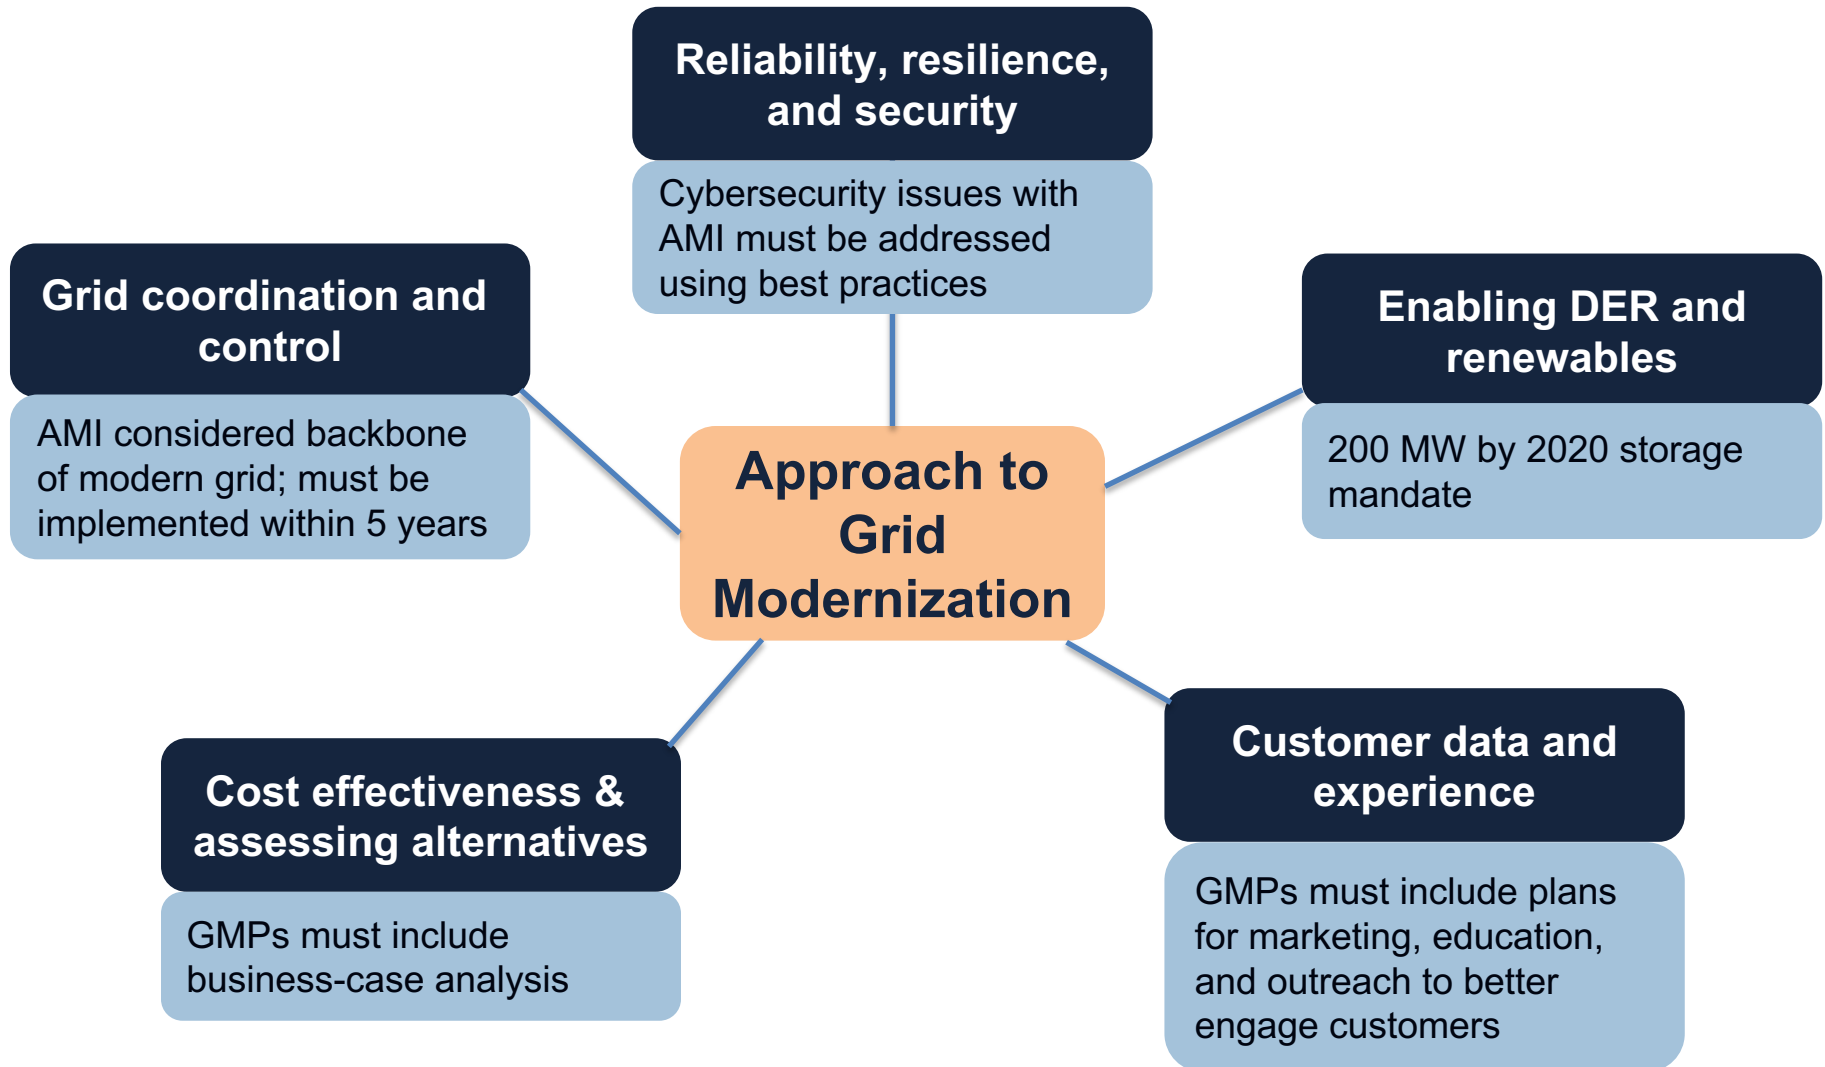 Reliability, resilience,
and security
Cybersecurity issues with
AMI must be addressed
using best practices
Grid coordination and
control
AMI considered backbone
of modern grid; must be
implemented within 5 years
Enabling DER and
renewables
200 MW by 2020 storage
mandate
Approach to
Grid
Modernization
Cost effectiveness &
assessing alternatives
GMPs must include
business-case analysis
Customer data and
experience
GMPs must include plans
for marketing, education,
and outreach to better
engage customers